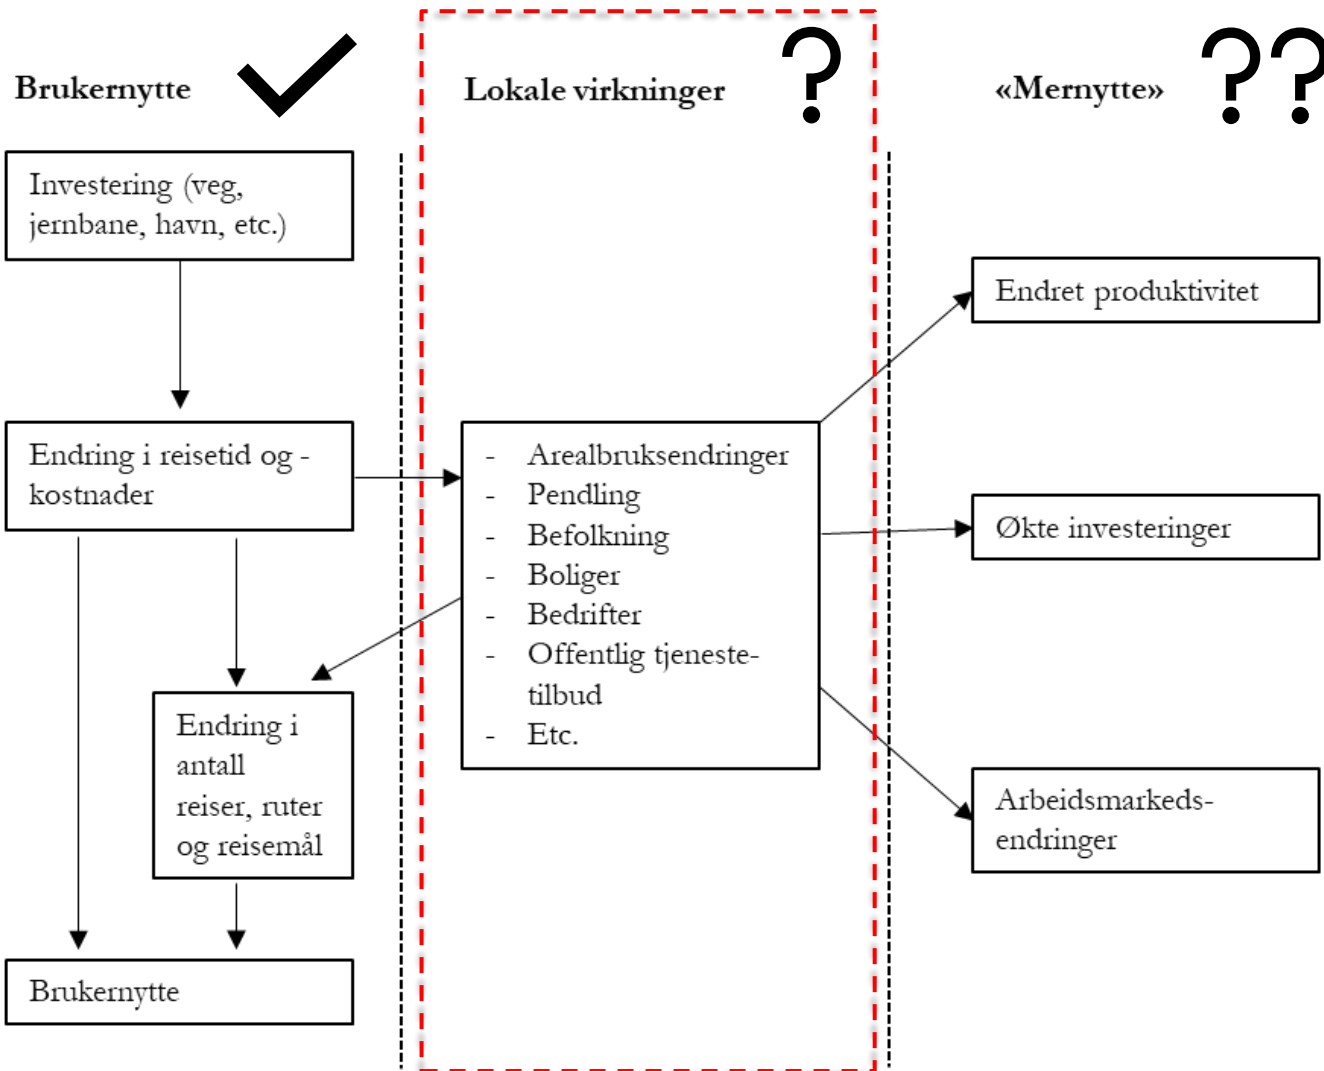 Brukernytte
Investering (veg,
jernbane, havn, etc.)
Endring i reisetid og -
kostnader
Endring i
antall
reiser, ruter
og reisemål
Brukernytte
Lokale virkninger
?
- Arealbruksendringer
- Pendling
- Befolkning
- Boliger
- Bedrifter
- Offentlig tjeneste-
tilbud
- Etc.
«Mernytte»
??
Endret produktivitet
Økte investeringer
Arbeidsmarkeds-
endringer